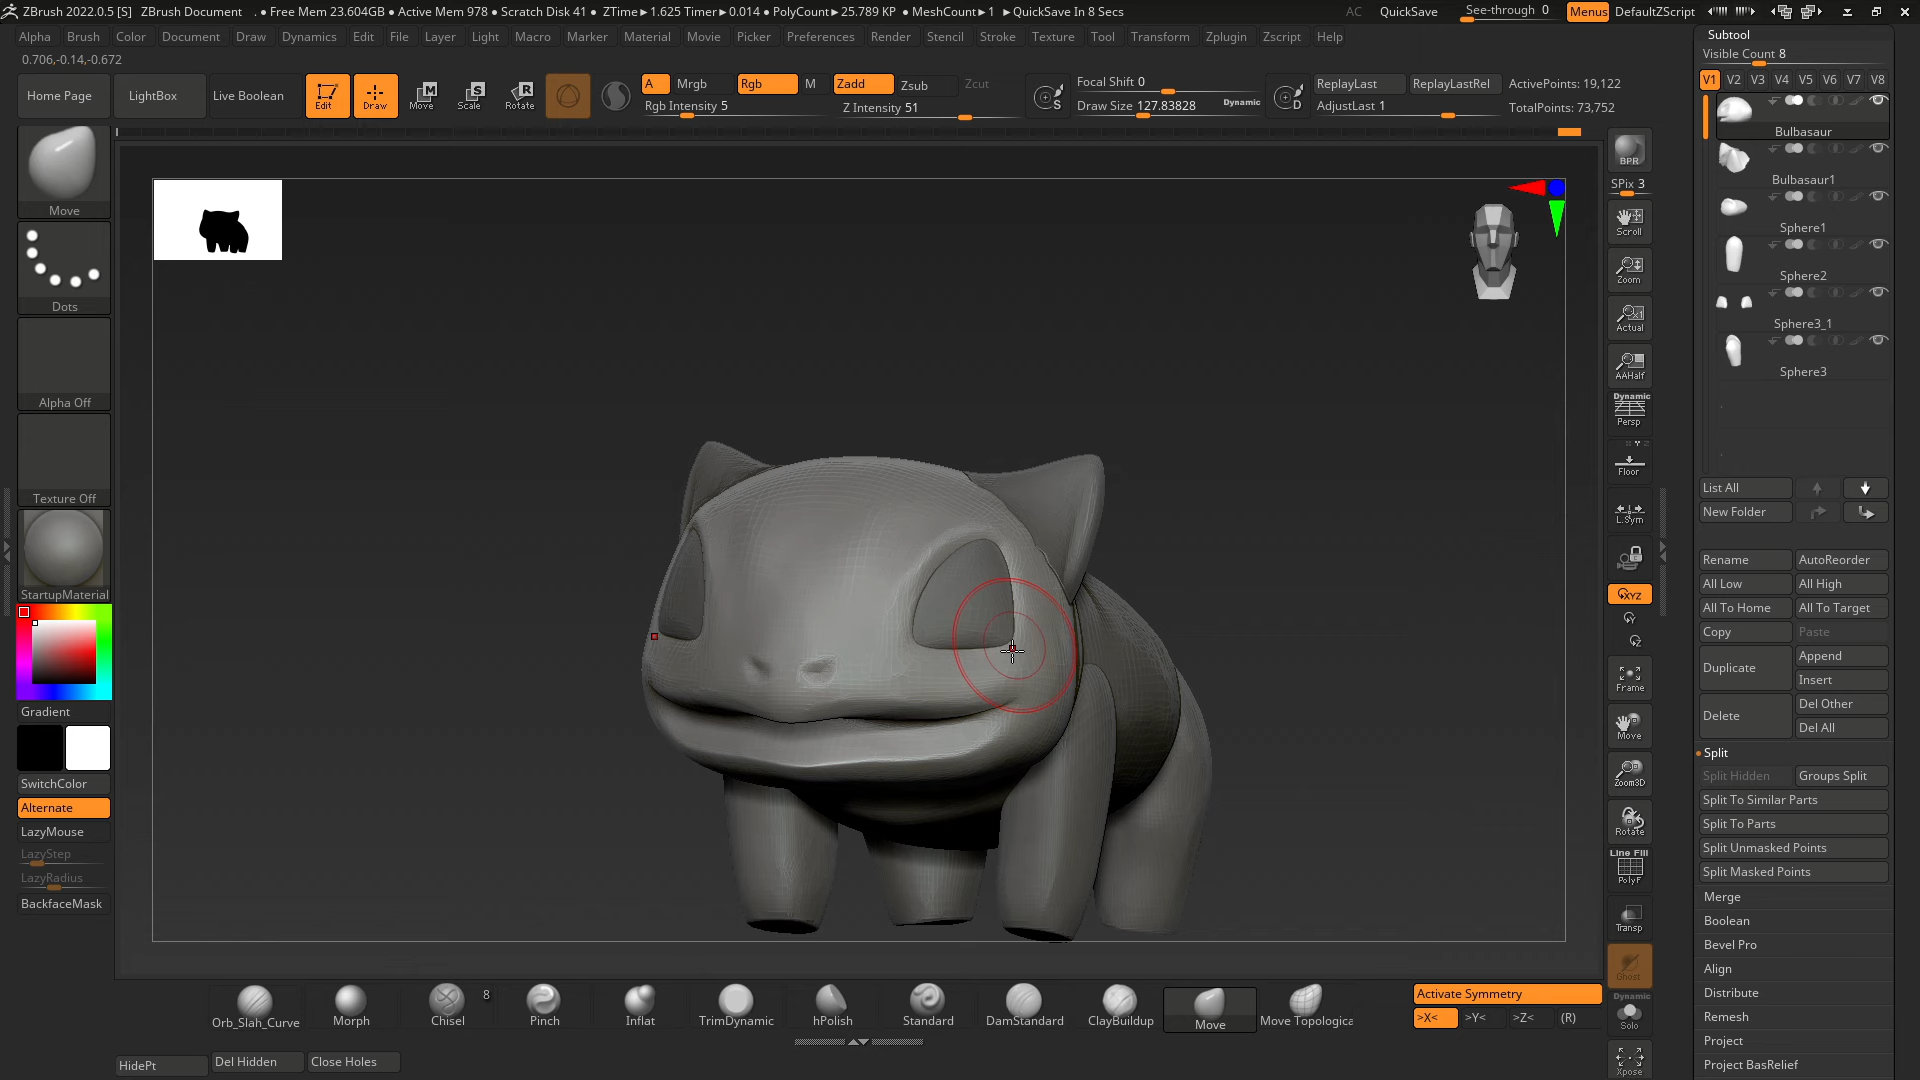 ZBrush 2022.0.5 [S] ZBrush Document . • Free Mem 23.604GB • Active Mem 978 • Scratch Disk 41 • ZTime►1.625 Timer►0.014 • PolyCount►25.789 KP • MeshCount►1 ►QuickSave In 8 Secs AC QuickSave See-through 0 Menus DefaultZScript
Alpha Brush Color Document Draw Dynamics Edit File Layer Light Macro Marker Material Movie Picker Preferences Render Stencil Stroke Texture Tool Transform Zplugin Zscript Help
0.706,-0.14,-0.672
Home Page LightBox Live Boolean Edit Draw Move Scale Rotate
A Mrgb Rgb M Zadd Zsub Zcut
Rgb Intensity 5 Z Intensity 51
Focal Shift 0
Draw Size 127.83828 Dynamic
ReplayLast ReplayLastRel ActivePoints: 19,122
AdjustLast 1 TotalPoints: 73,752
Move
Dots
Alpha Off
Texture Off
StartupMaterial
Gradient
SwitchColor
Alternate
LazyMouse
LazyStep
LazyRadius
BackfaceMask
BPR
SPix 3
Scroll
Zoom
Actual
AAHalf
Dynamic
Persp
Floor
L.Sym
XYZ
Y
Z
Frame
Move
Zoom3D
Rotate
Line Fill
PolyF
Transp
Ghost
Dynamic
Solo
Xpose
Subtool
Visible Count 8
V1 V2 V3 V4 V5 V6 V7 V8
Bulbasaur
Bulbasaur1
Sphere1
Sphere2
Sphere3_1
Sphere3
List All
New Folder
Rename AutoReorder
All Low All High
All To Home All To Target
Copy Paste
Duplicate Append
Insert
Delete Del Other
Del All
Split
Split Hidden Groups Split
Split To Similar Parts
Split To Parts
Split Unmasked Points
Split Masked Points
Merge
Boolean
Bevel Pro
Align
Distribute
Remesh
Project
Project BasRelief
8
Orb_Slah_Curve Morph Chisel Pinch Inflat TrimDynamic hPolish Standard DamStandard ClayBuildup Move Move Topologica
Activate Symmetry
>X< >Y< >Z< (R)
HidePt Del Hidden Close Holes